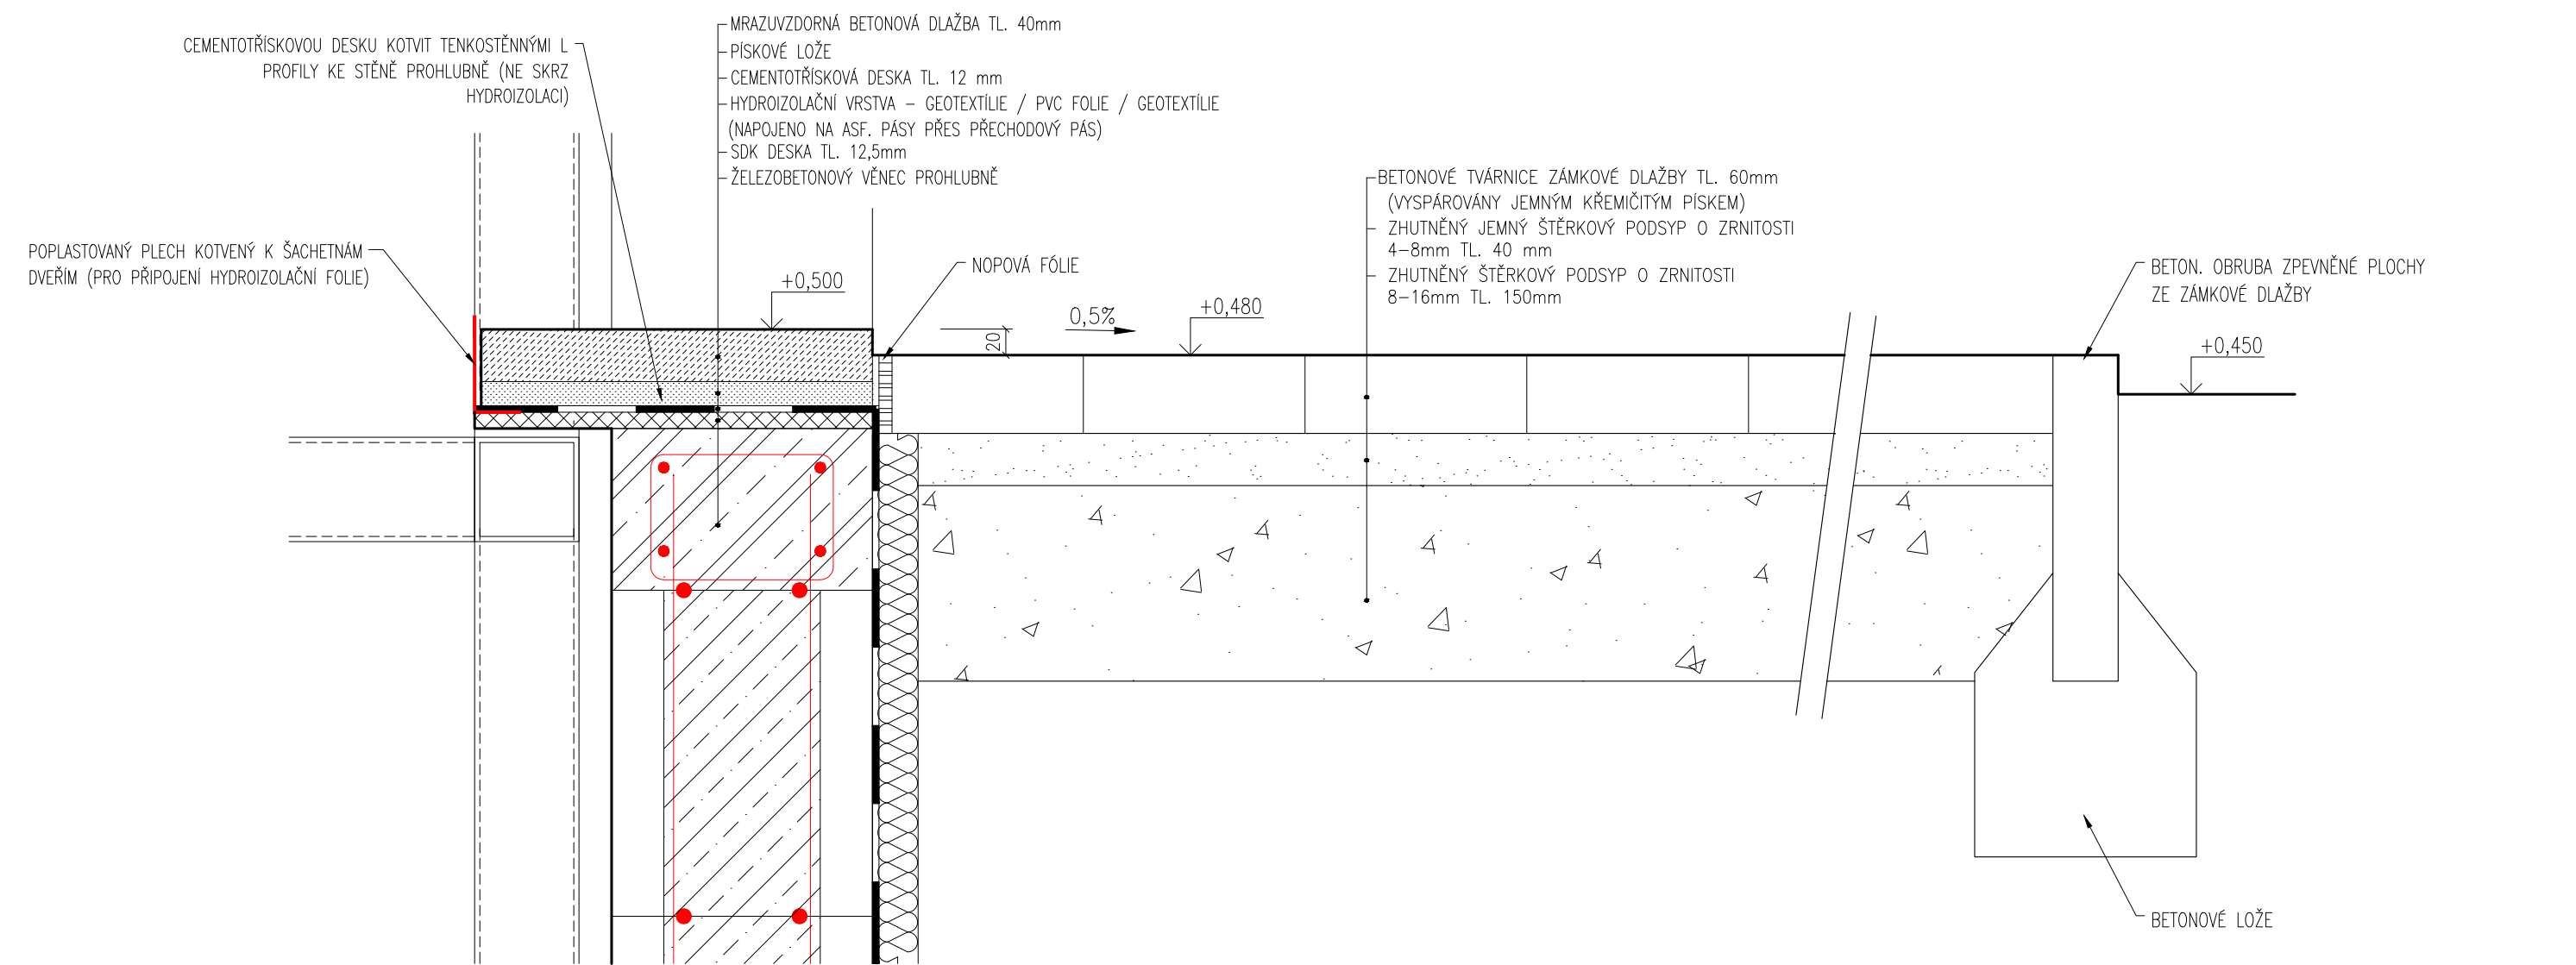 MRAZUVZDORNÁ BETONOVÁ DLAŽBA TL. 40mm
PÍSKOVÉ LOŽE
CEMENTOTŘÍSKOVÁ DESKA TL. 12 mm
HYDROIZOLAČNÍ VRSTVA – GEOTEXTÍLIE / PVC FOLIE / GEOTEXTÍLIE
(NAPOJENO NA ASF. PÁSY PŘES PŘECHODOVÝ PÁS)
SDK DESKA TL. 12,5mm
ŽELEZOBETONOVÝ VĚNEC PROHLUBNĚ
CEMENTOTŘÍSKOVOU DESKU KOTVIT TENKOSTĚNNÝMI L
PROFILY KE STĚNĚ PROHLUBNĚ (NE SKRZ
HYDROIZOLACI)
POPLASTOVANÝ PLECH KOTVENÝ K ŠACHETNÁM
DVEŘÍM (PRO PŘIPOJENÍ HYDROIZOLAČNÍ FOLIE)
+0,500
NOPOVÁ FÓLIE
20
0,5%
+0,480
BETONOVÉ TVÁRNICE ZÁMKOVÉ DLAŽBY TL. 60mm
(VYSPÁROVÁNY JEMNÝM KŘEMIČITÝM PÍSKEM)
ZHUTNĚNÝ JEMNÝ ŠTĚRKOVÝ PODSYP O ZRNITOSTI
4–8mm TL. 40 mm
ZHUTNĚNÝ ŠTĚRKOVÝ PODSYP O ZRNITOSTI
8–16mm TL. 150mm
BETON. OBRUBA ZPEVNĚNÉ PLOCHY
ZE ZÁMKOVÉ DLAŽBY
+0,450
BETONOVÉ LOŽE